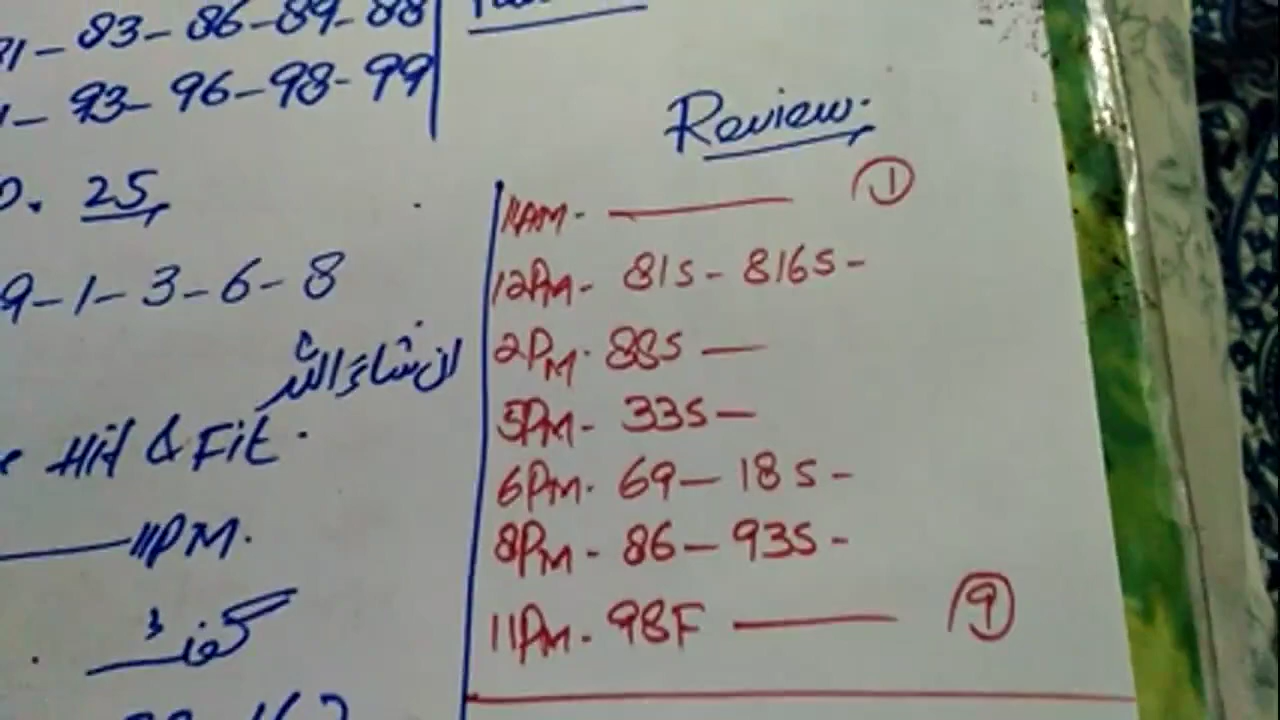 83-86-89-88
93-96-98-99
25
9-1-3-6-8
ان شاء اللہ
Hit & Fit.
11PM.
Review.
11AM- — ①
12PM- 81S- 816S-
2PM. 88S —
5PM- 33S-
6PM. 69- 18S-
8PM- 86- 93S-
11PM- 98F — ⑨